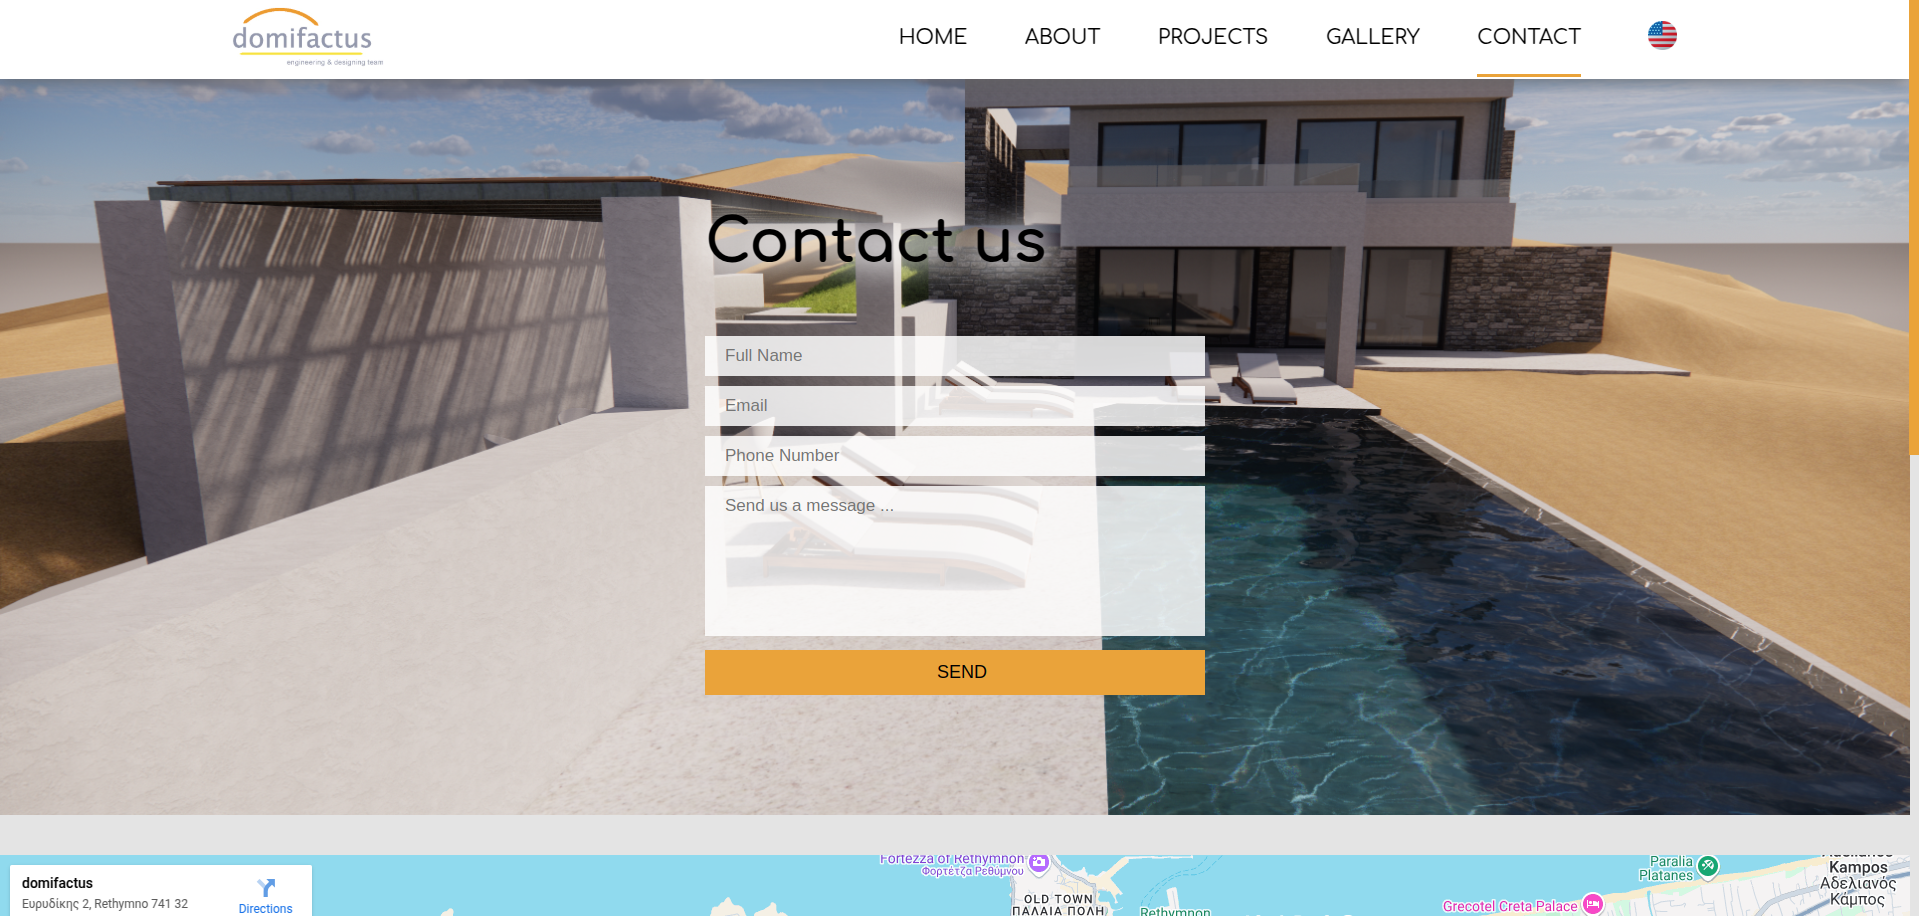 domifactus
engineering & designing team
HOME
ABOUT
PROJECTS
GALLERY
CONTACT
Contact us
Full Name
Email
Phone Number
Send us a message ...
SEND
domifactus
Ευρυδίκης 2, Rethymno 741 32
Directions
Fortezza of Rethymnon
Φορτέτζα Ρεθύμνου
OLD TOWN
ΠΑΛΑΙΑ ΠΟΛΗ
Rethymnon
Paralia
Platanes
Grecotel Creta Palace
Kampos
Αδελιανός
Κάμπος